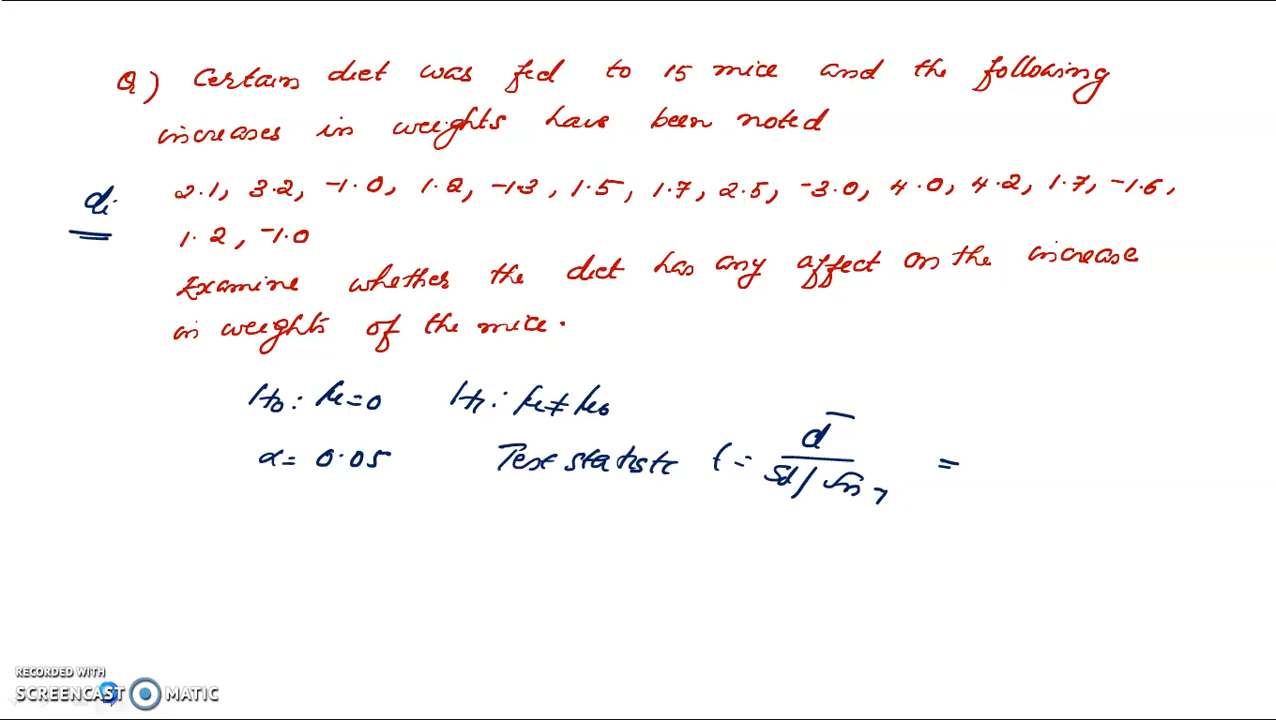 Q) Certain diet was fed to 15 mice and the following
increases in weights have been noted
di 2.1, 3.2, -1.0, 1.2, -1.3, 1.5, 1.7, 2.5, -3.0, 4.0, 4.2, 1.7, -1.6,
1.2, -1.0
Examine whether the diet has any affect on the increase
in weights of the mice.
H0: μ=0 H1: μ≠μ0
α= 0.05 Test statistic t = d̄ / Sd/√n =
RECORDED WITH
SCREENCAST MATIC